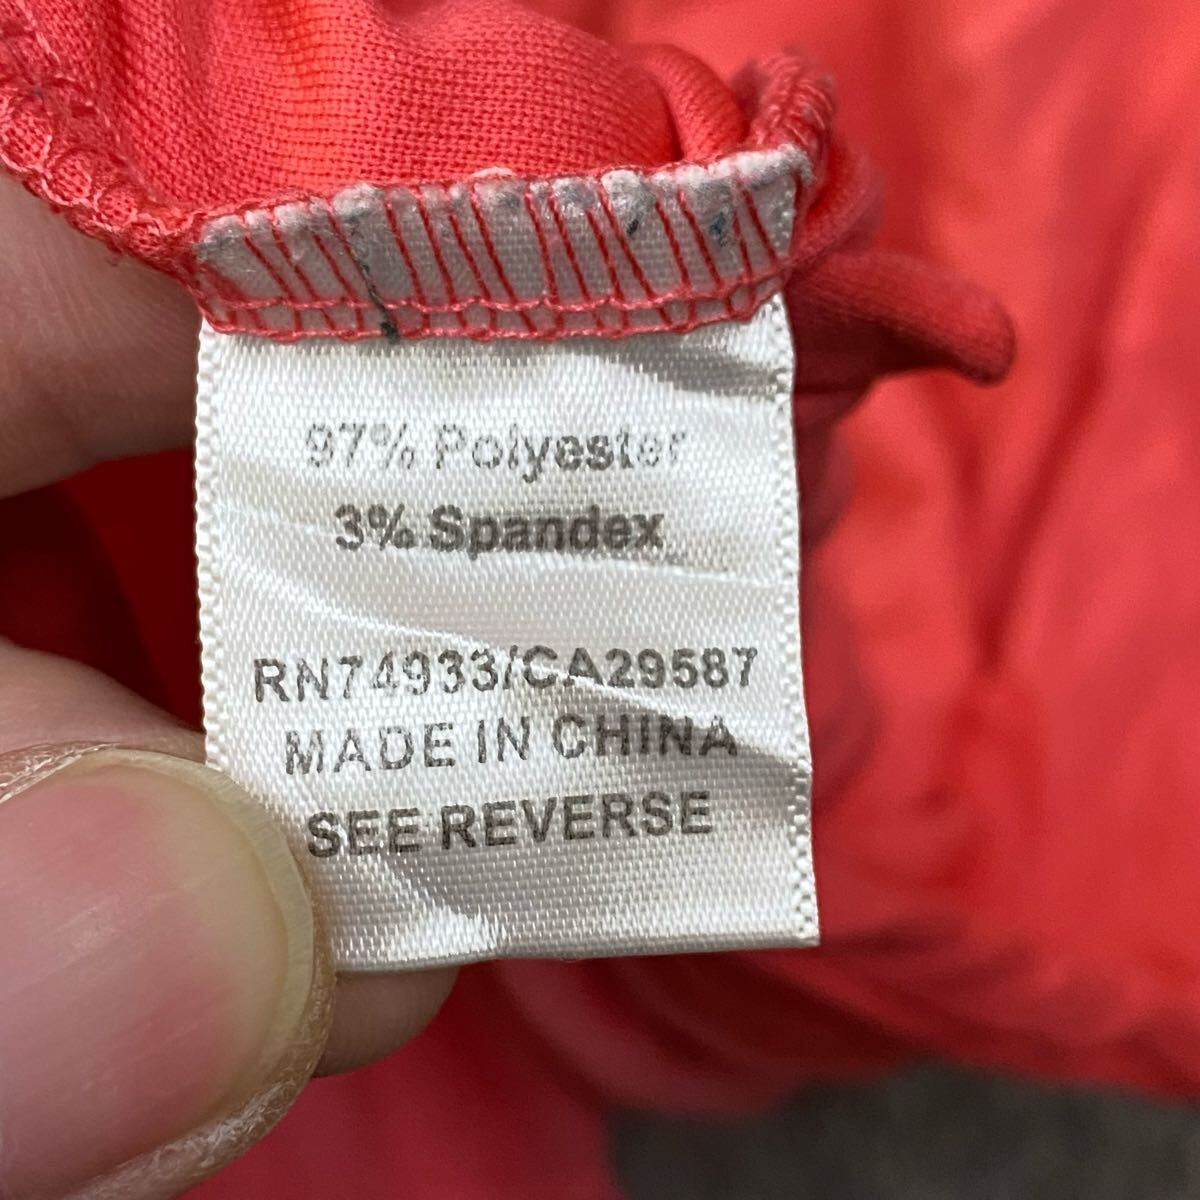 97% Polyester
3% Spandex
RN74933/CA29587
MADE IN CHINA
SEE REVERSE